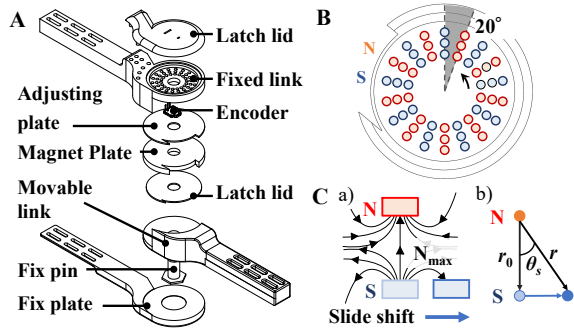 A
Latch lid
Fixed link
Encoder
Adjusting
plate
Magnet Plate
Latch lid
Movable
link
Fix pin
Fix plate
B
20°
N
S
C a) b)
N
N
N_max
r₀ θₛ r
S
S
Slide shift